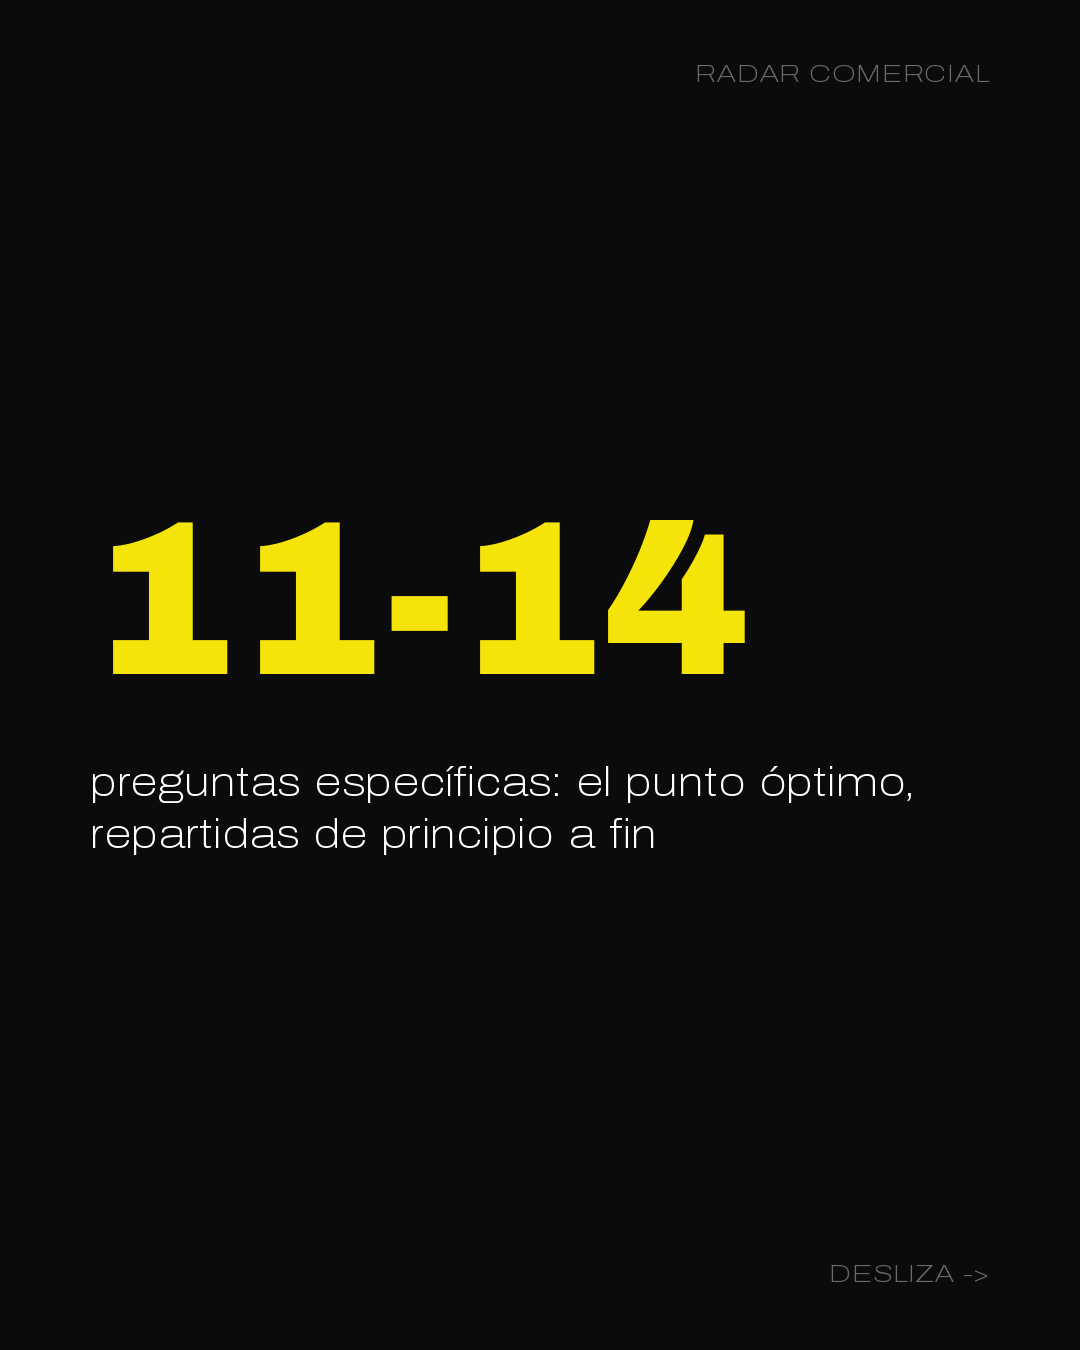 RADAR COMERCIAL
11-14
preguntas específicas: el punto óptimo,
repartidas de principio a fin
DESLIZA ->